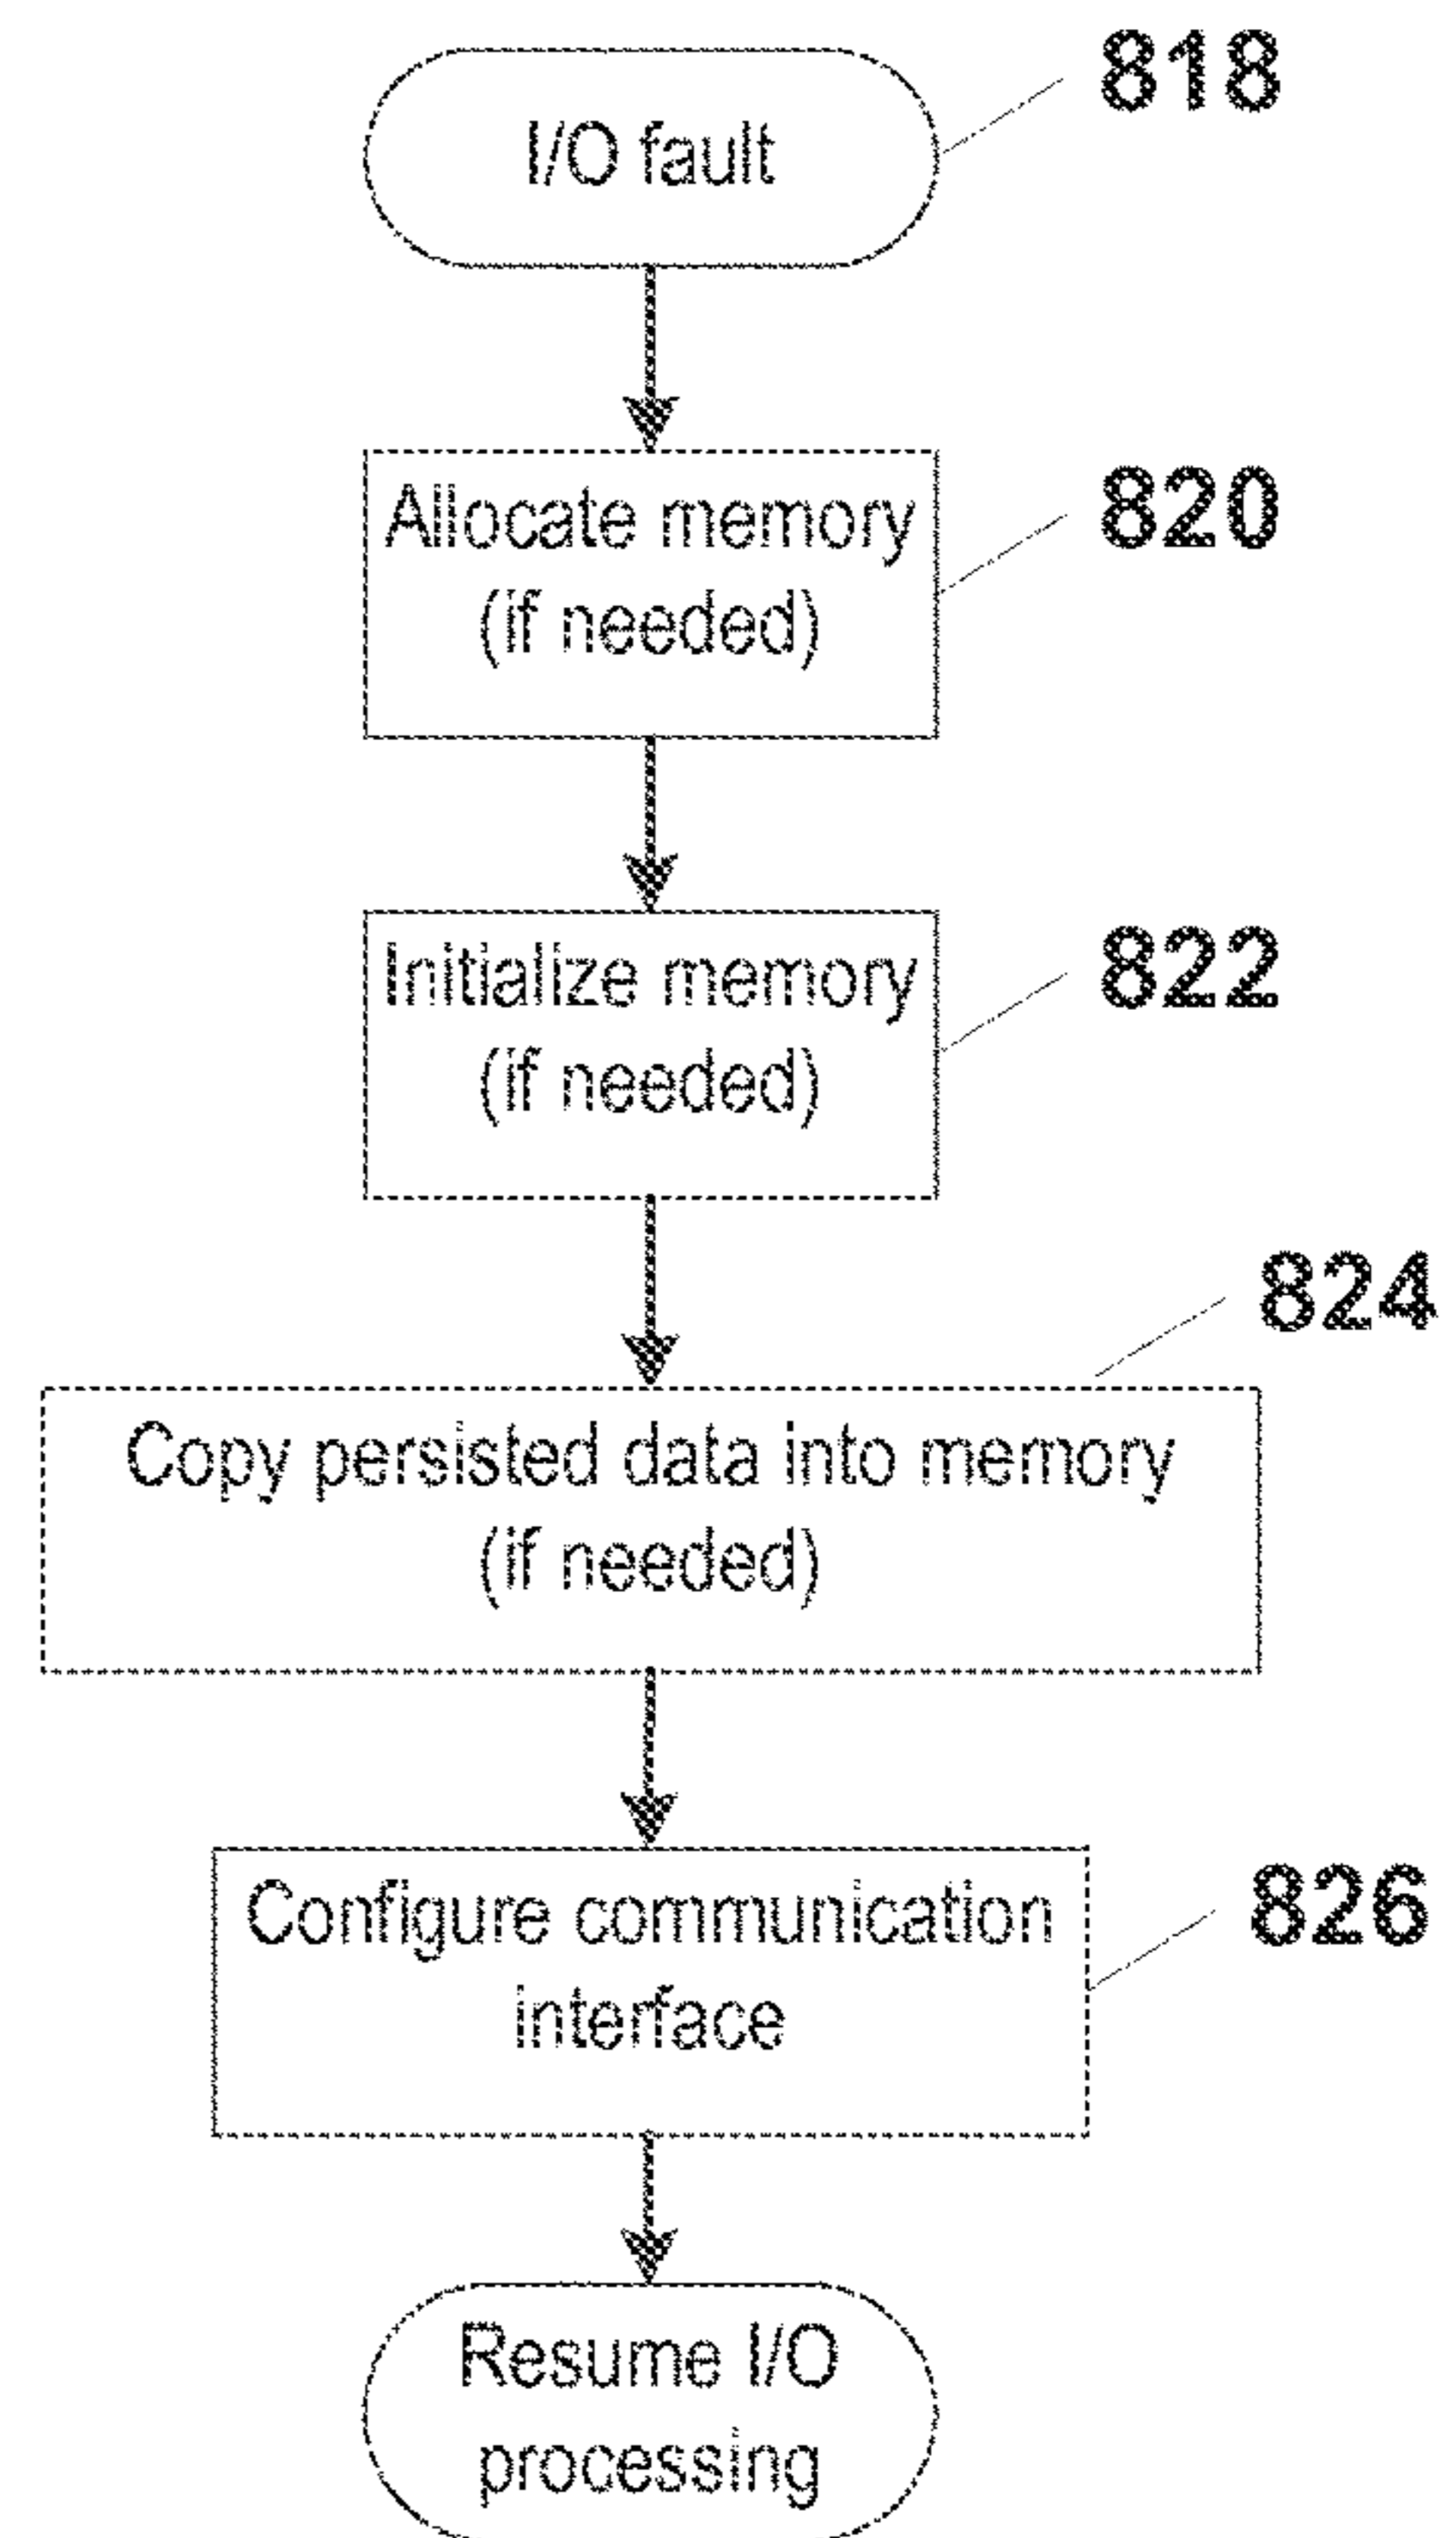 818
I/O fault
820
Allocate memory
(if needed)
822
Initialize memory
(if needed)
824
Copy persisted data into memory
(if needed)
826
Configure communication
interface
Resume I/O
processing